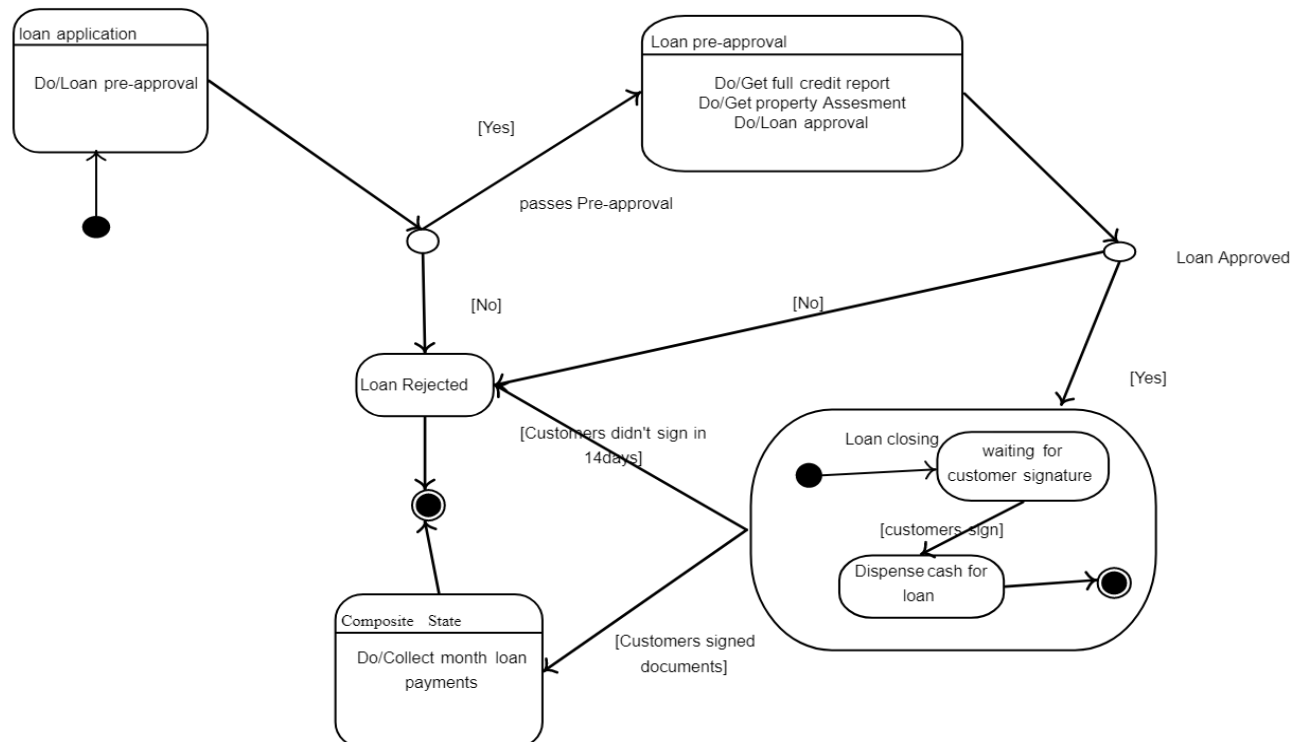 loan application
Do/Loan pre-approval
Loan pre-approval
Do/Get full credit report
Do/Get property Assesment
Do/Loan approval
[Yes]
passes Pre-approval
Loan Approved
[No]
[No]
Loan Rejected
[Yes]
[Customers didn't sign in
14days]
Loan closing
waiting for
customer signature
[customers sign]
Dispense cash for
loan
Composite State
Do/Collect month loan
payments
[Customers signed
documents]